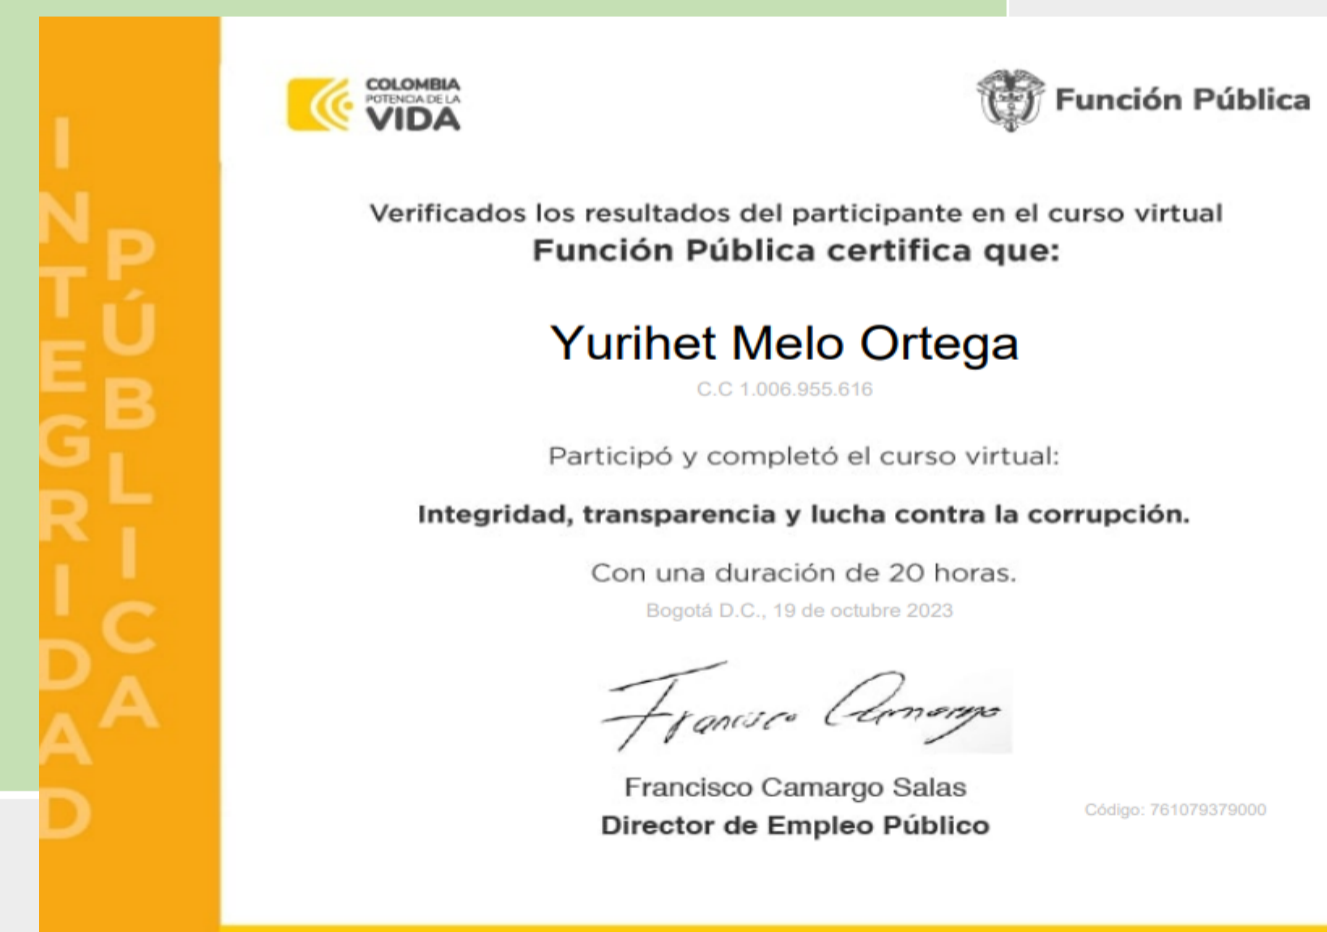 INTEGRIDAD
PÚBLICA
COLOMBIA
POTENCIA DE LA
VIDA
Función Pública
Verificados los resultados del participante en el curso virtual
Función Pública certifica que:
Yurihet Melo Ortega
C.C 1.006.955.616
Participó y completó el curso virtual:
Integridad, transparencia y lucha contra la corrupción.
Con una duración de 20 horas.
Bogotá D.C., 19 de octubre 2023
Francisco Camargo
Francisco Camargo Salas
Director de Empleo Público
Código: 761079379000